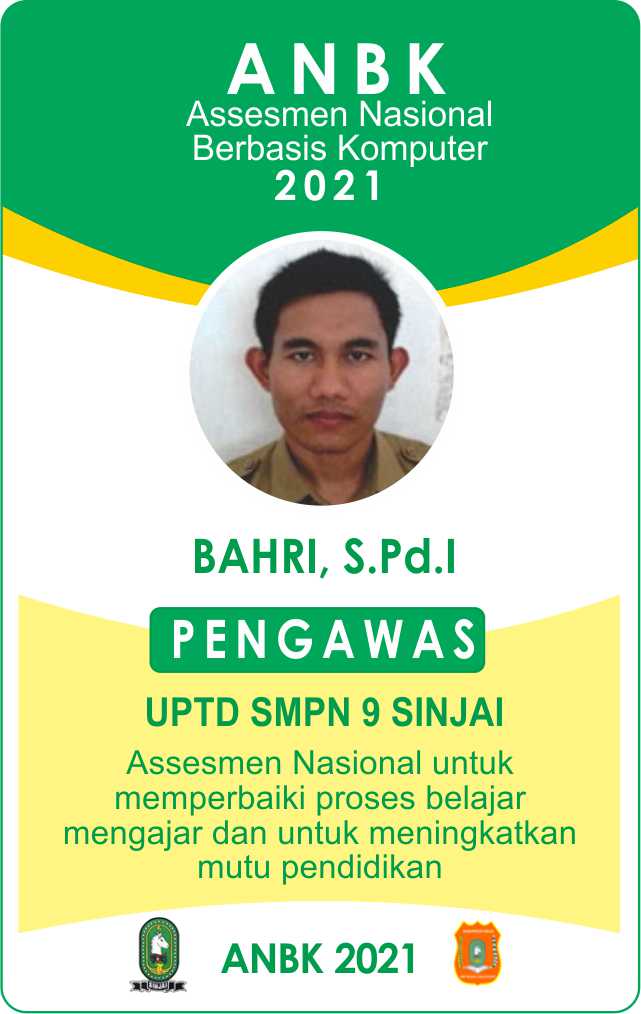 ANBK
Assesmen Nasional
Berbasis Komputer
2021
BAHRI, S.Pd.I
PENGAWAS
UPTD SMPN 9 SINJAI
Assesmen Nasional untuk
memperbaiki proses belajar
mengajar dan untuk meningkatkan
mutu pendidikan
SINJAI
ANBK 2021